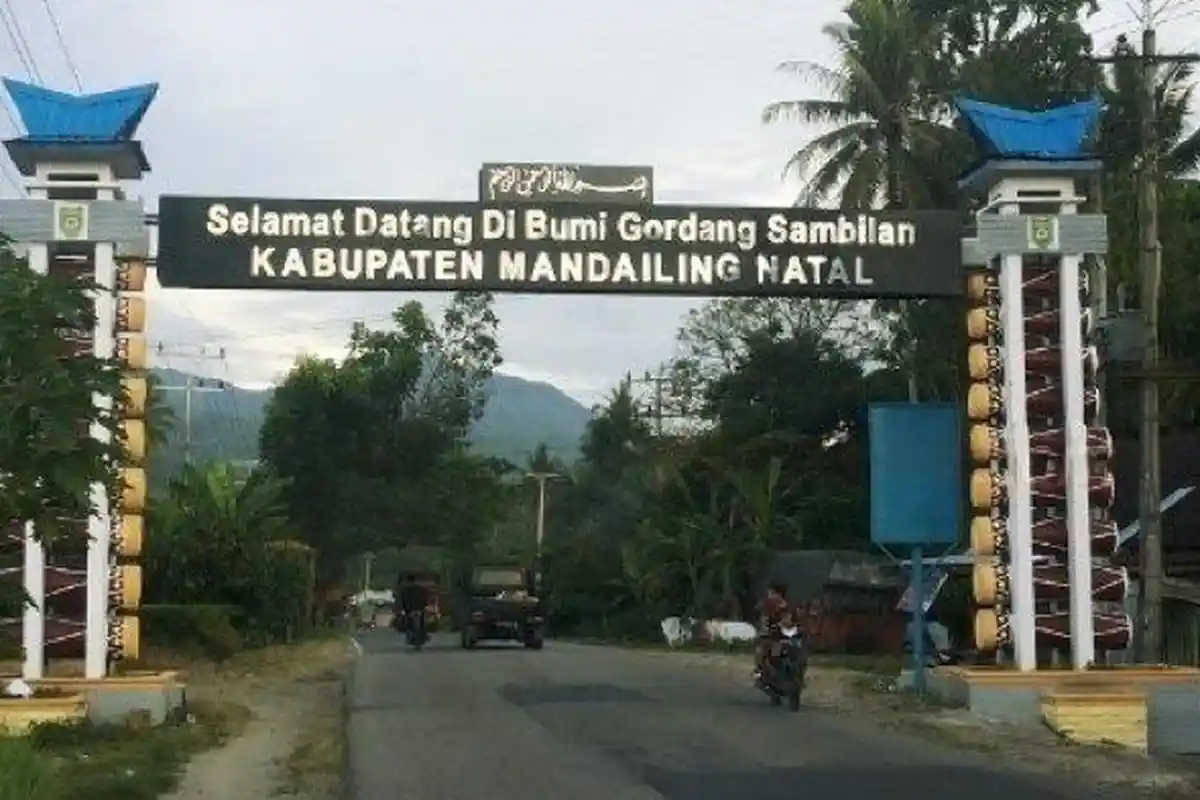 بسم الله الرحمن الرحيم
Selamat Datang Di Bumi Gordang Sambilan
KABUPATEN MANDAILING NATAL